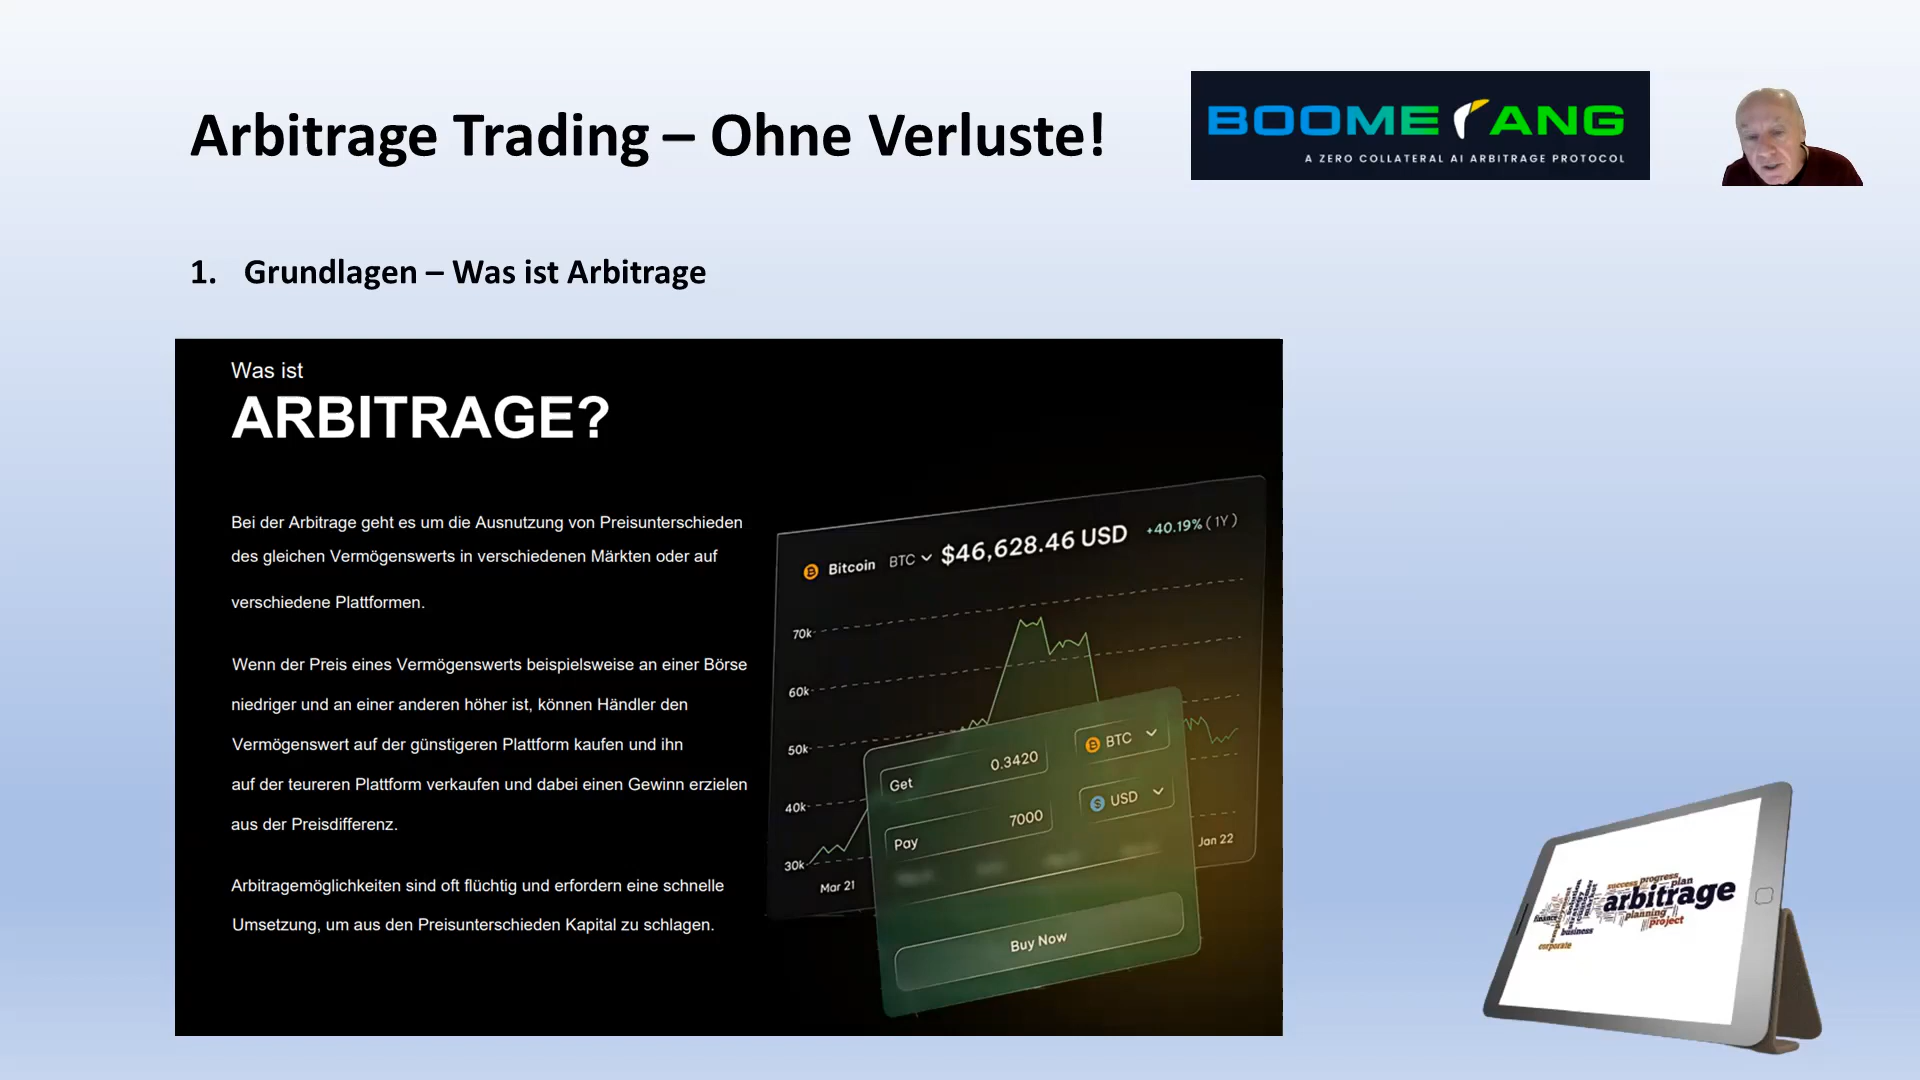 Arbitrage Trading – Ohne Verluste!
BOOMERANG
A ZERO COLLATERAL AI ARBITRAGE PROTOCOL
1. Grundlagen – Was ist Arbitrage
Was ist
ARBITRAGE?
Bei der Arbitrage geht es um die Ausnutzung von Preisunterschieden
des gleichen Vermögenswerts in verschiedenen Märkten oder auf
verschiedene Plattformen.
Wenn der Preis eines Vermögenswerts beispielsweise an einer Börse
niedriger und an einer anderen höher ist, können Händler den
Vermögenswert auf der günstigeren Plattform kaufen und ihn
auf der teureren Plattform verkaufen und dabei einen Gewinn erzielen
aus der Preisdifferenz.
Arbitragemöglichkeiten sind oft flüchtig und erfordern eine schnelle
Umsetzung, um aus den Preisunterschieden Kapital zu schlagen.
Bitcoin BTC $46,628.46 USD +40.19% (1Y)
70k
60k
50k
40k
30k
Mar 21
Jan 22
Get 0.3420 BTC
Pay 7000 USD
Buy Now
success progress
plan
arbitrage
planning
project
finance
business
corporate